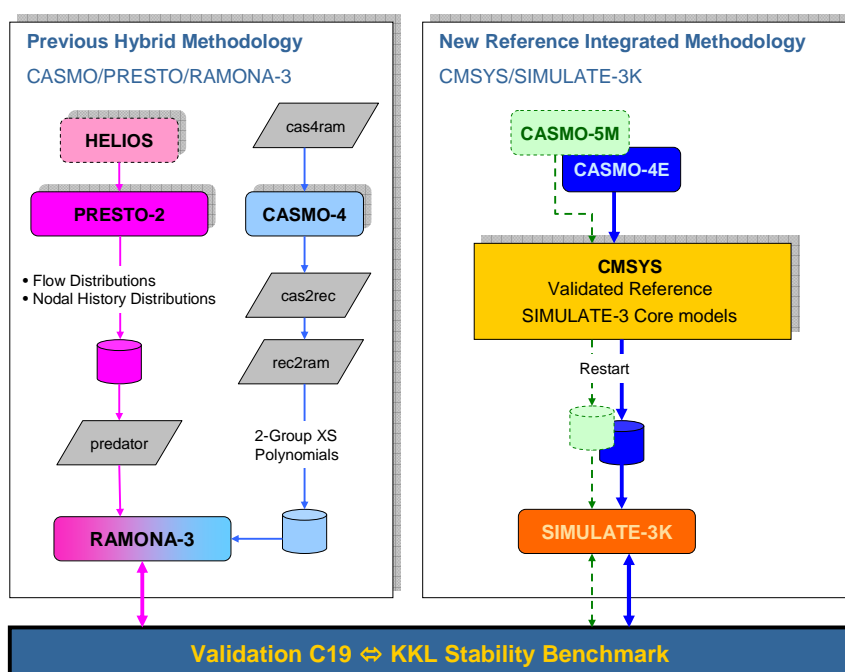 Previous Hybrid Methodology
CASMO/PRESTO/RAMONA-3
HELIOS
cas4ram
PRESTO-2
CASMO-4
• Flow Distributions
• Nodal History Distributions
cas2rec
rec2ram
predator
2-Group XS
Polynomials
RAMONA-3
New Reference Integrated Methodology
CMSYS/SIMULATE-3K
CASMO-5M
CASMO-4E
CMSYS
Validated Reference
SIMULATE-3 Core models
Restart
SIMULATE-3K
Validation C19 ⇔ KKL Stability Benchmark